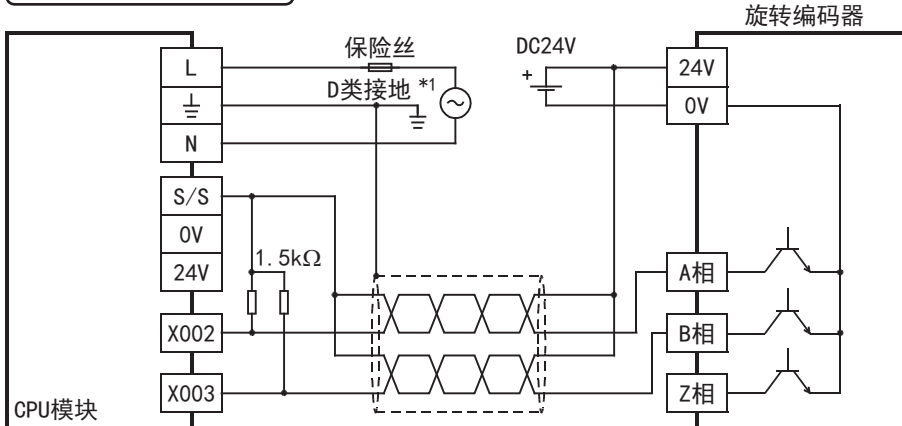 旋转编码器
保险丝
DC24V
L
24V
D类接地 *1
+
0V
N
S/S
0V
24V
1.5kΩ
A相
X002
B相
X003
Z相
CPU模块